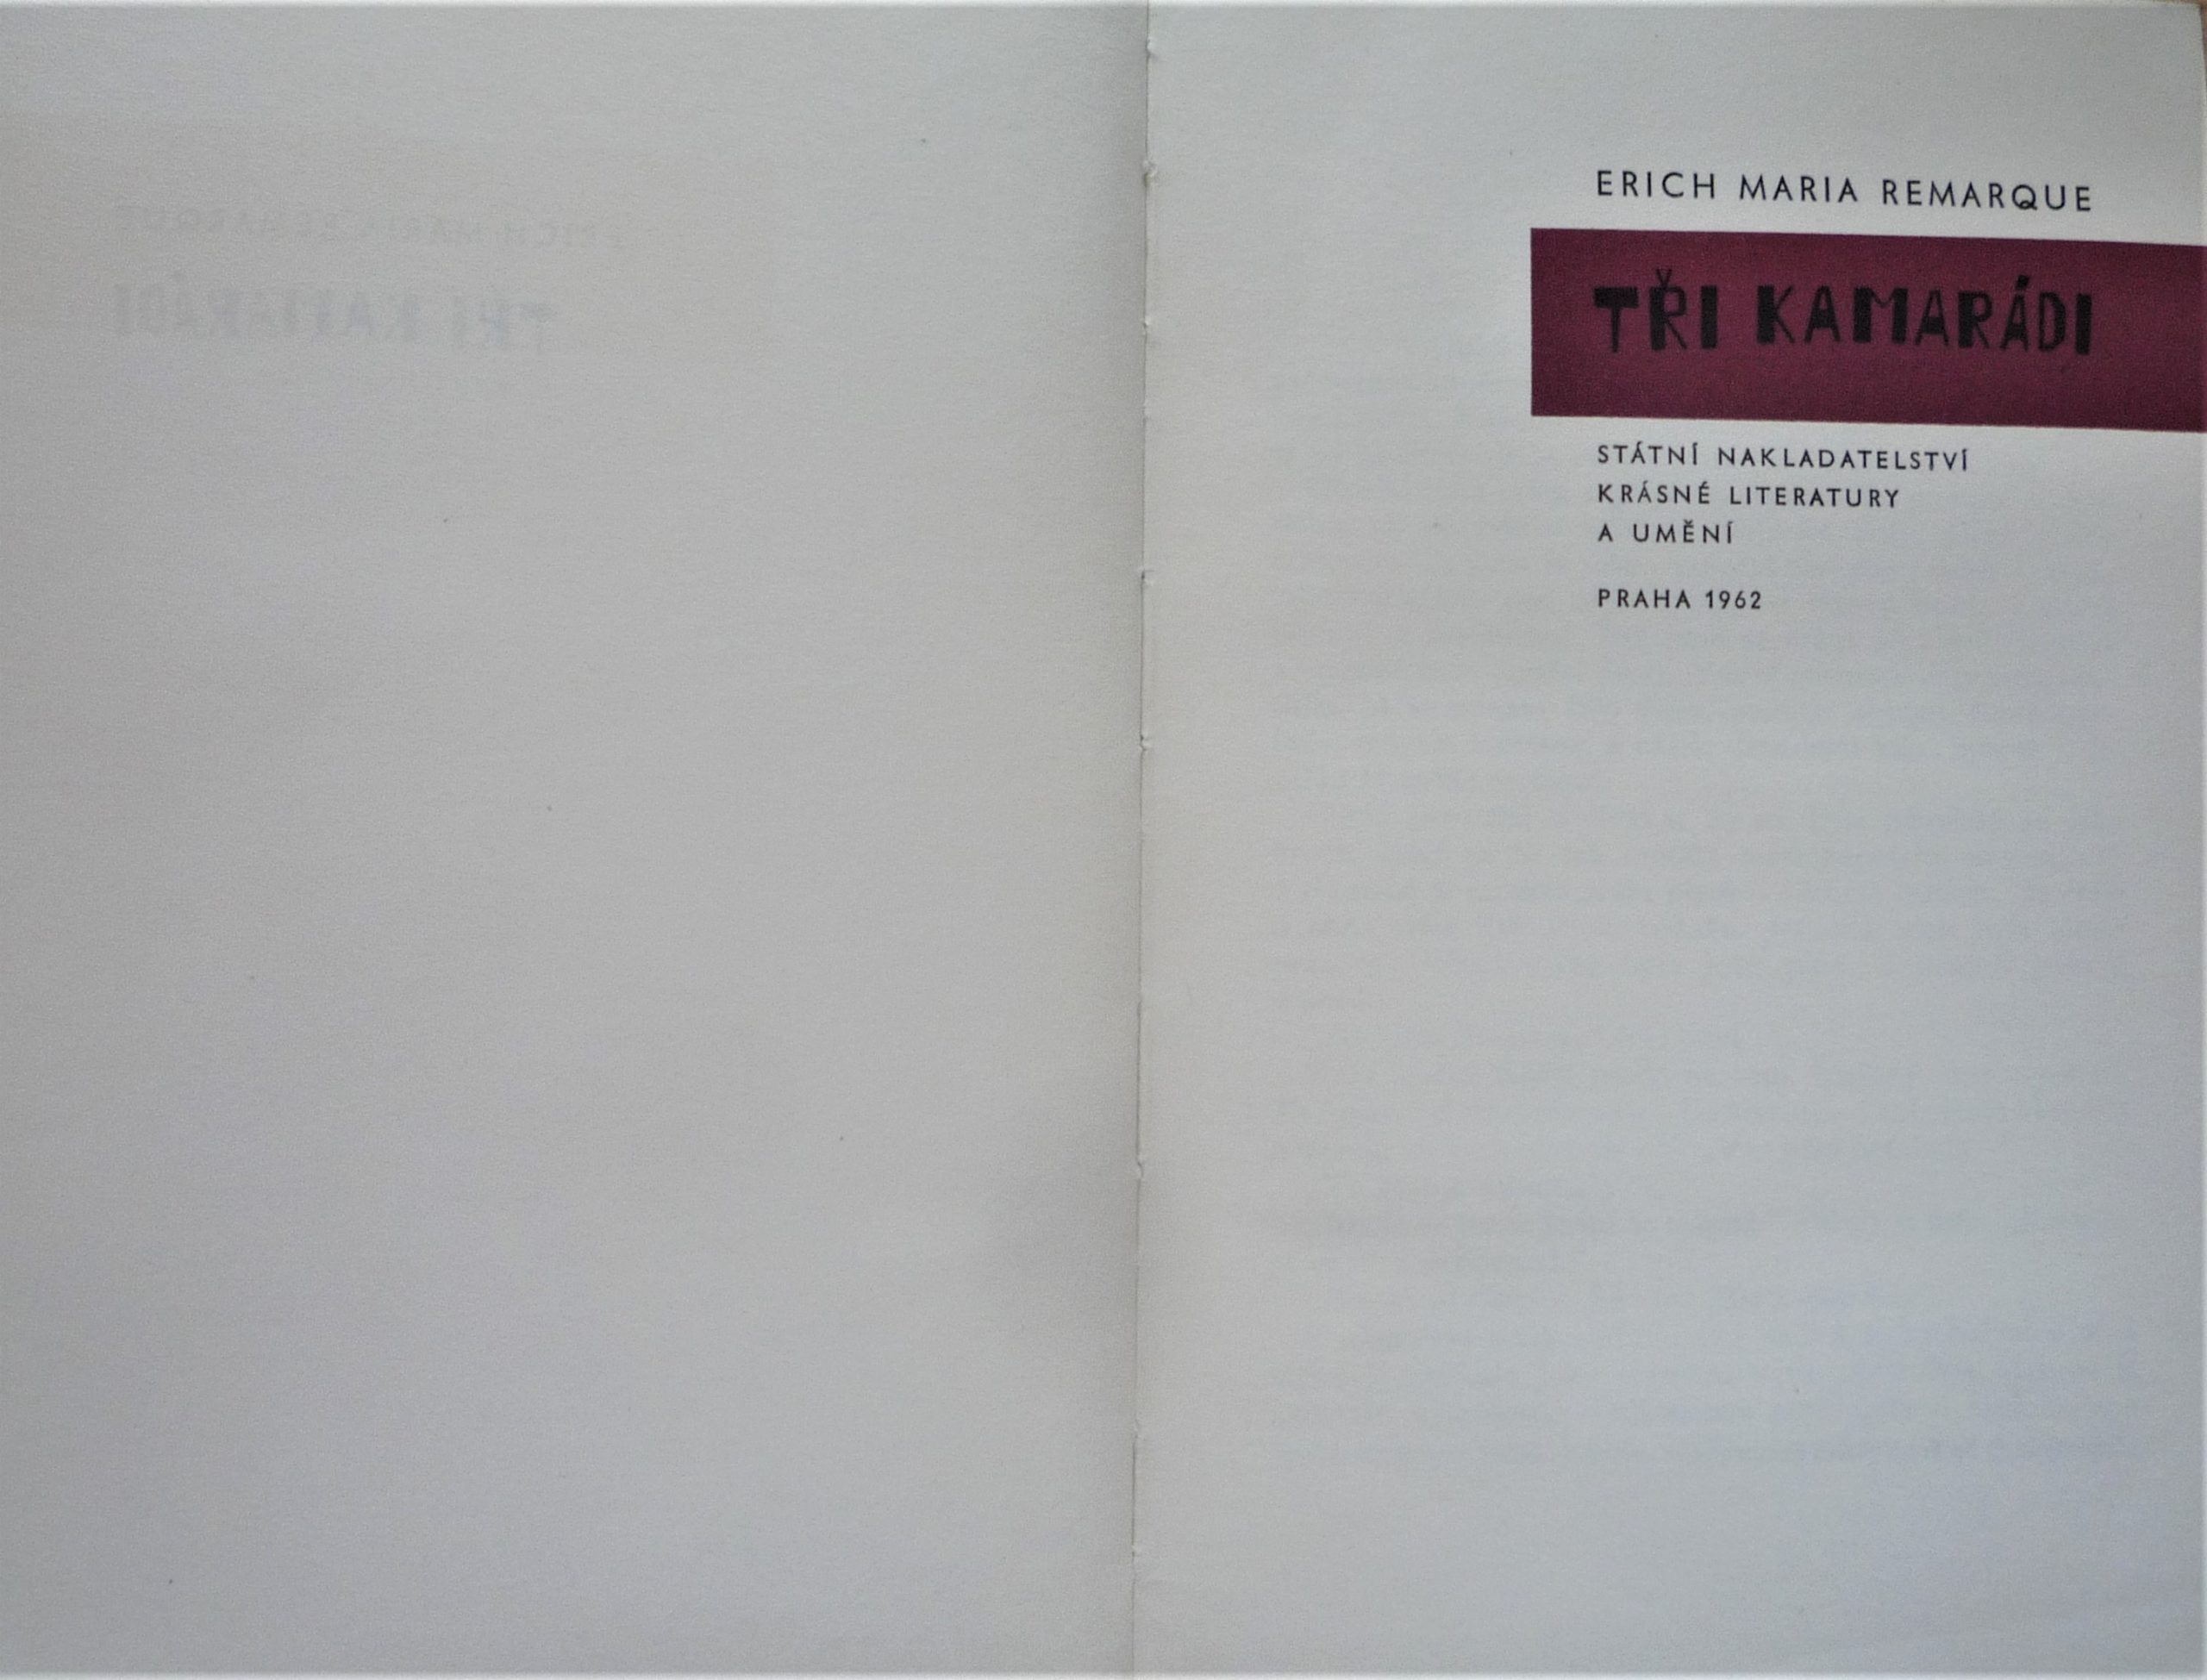 ERICH MARIA REMARQUE
TŘI KAMARÁDI
STÁTNÍ NAKLADATELSTVÍ
KRÁSNÉ LITERATURY
A UMĚNÍ
PRAHA 1962